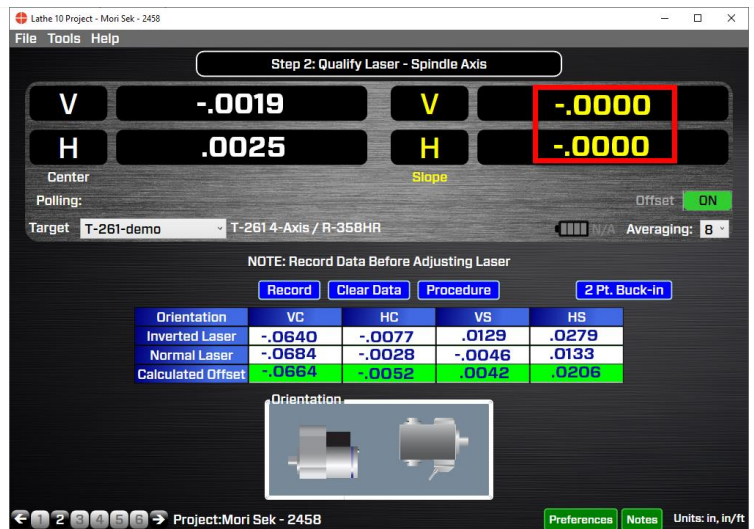 Lathe 10 Project - Mori Sek - 2458
File Tools Help
Step 2: Qualify Laser - Spindle Axis
V -.0019 V -.0000
H .0025 H -.0000
Center Slope
Polling: Offset ON
Target T-261-demo T-261 4-Axis / R-358HR N/A Averaging: 8
NOTE: Record Data Before Adjusting Laser
Record Clear Data Procedure 2 Pt. Buck-in
Orientation VC HC VS HS
Inverted Laser -.0640 -.0077 .0129 .0279
Normal Laser -.0684 -.0028 -.0046 .0133
Calculated Offset -.0664 -.0052 .0042 .0206
Orientation
1 2 3 4 5 6 Project:Mori Sek - 2458 Preferences Notes Units: in, in/ft